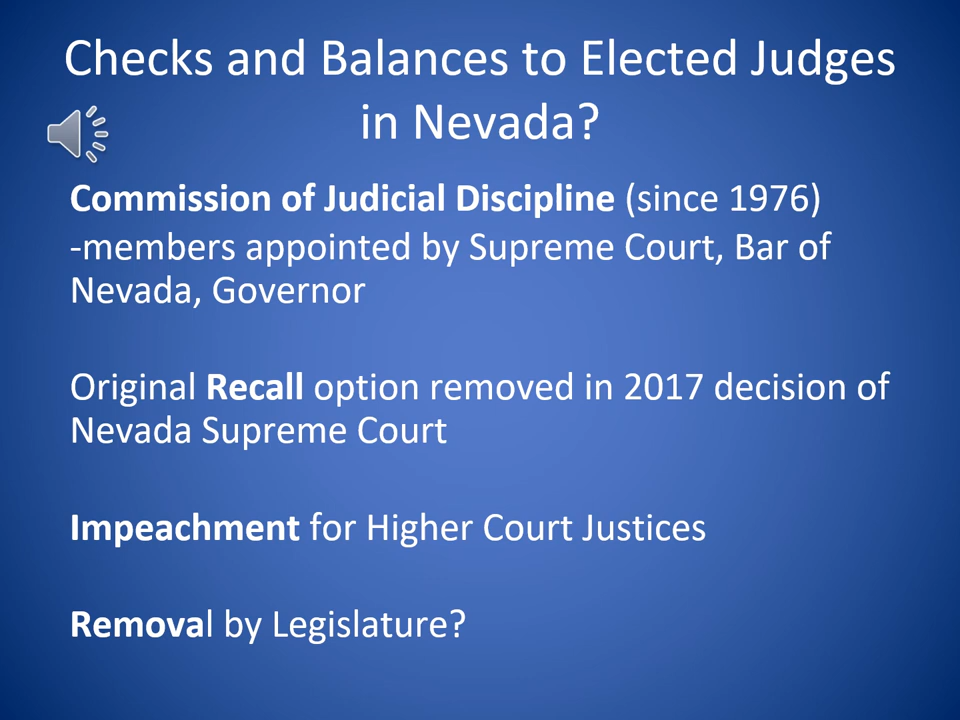 Checks and Balances to Elected Judges
in Nevada?
Commission of Judicial Discipline (since 1976)
-members appointed by Supreme Court, Bar of
Nevada, Governor
Original Recall option removed in 2017 decision of
Nevada Supreme Court
Impeachment for Higher Court Justices
Removal by Legislature?